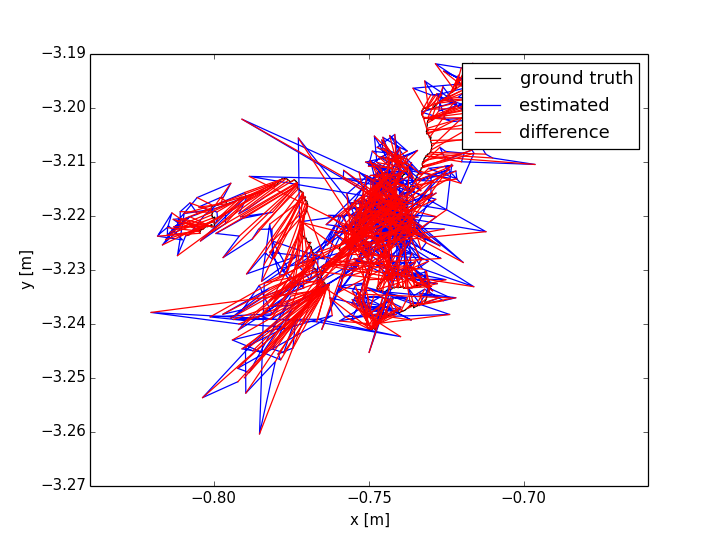 −3.19
−3.20
−3.21
−3.22
−3.23
−3.24
−3.25
−3.26
−3.27
y [m]
ground truth
estimated
difference
−0.80
−0.75
−0.70
x [m]